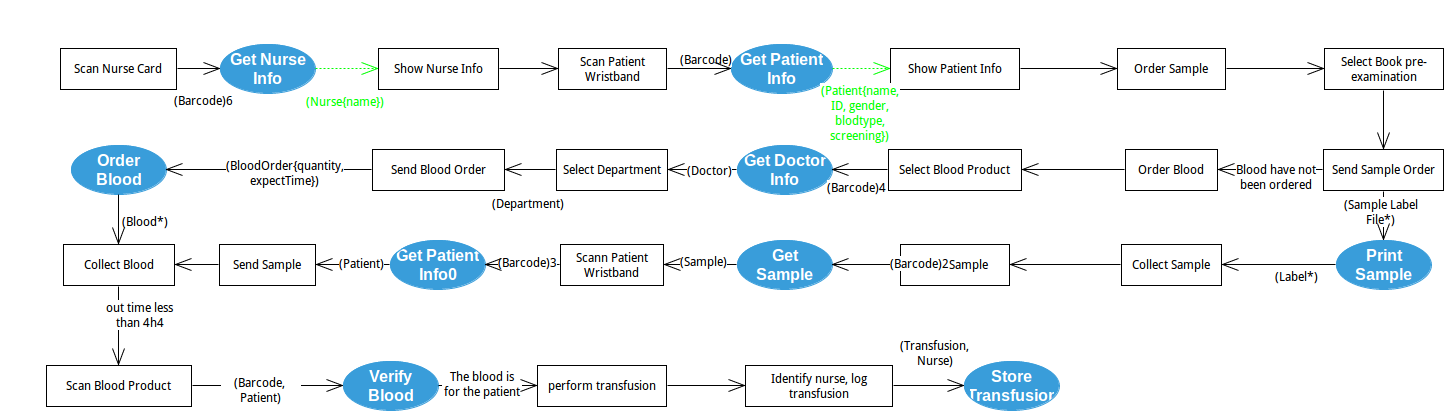 Scan Nurse Card
(Barcode)6
Get Nurse
Info
(Nurse{name})
Show Nurse Info
Scan Patient
Wristband
(Barcode)
Get Patient
Info
(Patient{name,
ID, gender,
blodtype,
screening})
Show Patient Info
Order Sample
Select Book pre-
examination
Order
Blood
(BloodOrder{quantity,
expectTime})
Send Blood Order
(Department)
Select Department
(Doctor)
Get Doctor
Info
(Barcode)4
Select Blood Product
Order Blood
Blood have not
been ordered
Send Sample Order
(Sample Label
File*)
(Blood*)
Collect Blood
Send Sample
(Patient)
Get Patient
Info0
(Barcode)3
Scann Patient
Wristband
(Sample)
Get
Sample
(Barcode)2
Sample
Collect Sample
(Label*)
Print
Sample
out time less
than 4h4
Scan Blood Product
(Barcode,
Patient)
Verify
Blood
The blood is
for the patient
perform transfusion
Identify nurse, log
transfusion
(Transfusion,
Nurse)
Store
Transfusion